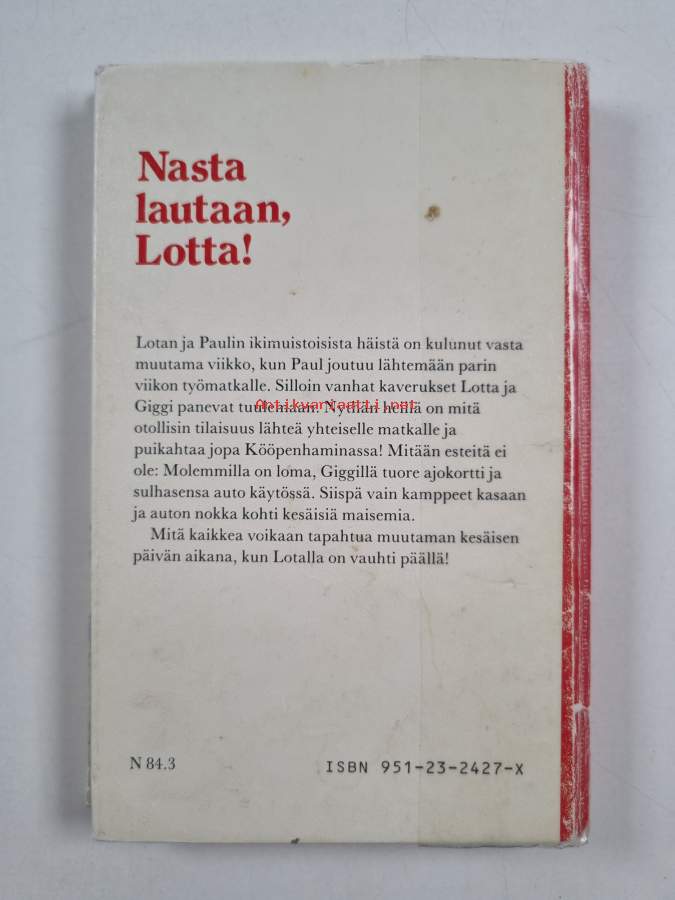 Nasta
lautaan,
Lotta!
Lotan ja Paulin ikimuistoisista häistä on kulunut vasta
muutama viikko, kun Paul joutuu lähtemään parin
viikon työmatkalle. Silloin vanhat kaverukset Lotta ja
Giggi panevat tuulemaan. Nythän heillä on mitä
Antikvariaatti.net
otollisin tilaisuus lähteä yhteiselle matkalle ja
puikahtaa jopa Kööpenhaminassa! Mitään esteitä ei
ole: Molemmilla on loma, Giggillä tuore ajokortti ja
sulhasensa auto käytössä. Siispä vain kamppeet kasaan
ja auton nokka kohti kesäisiä maisemia.
Mitä kaikkea voikaan tapahtua muutaman kesäisen
päivän aikana, kun Lotalla on vauhti päällä!
N 84.3
ISBN 951-23-2427-X